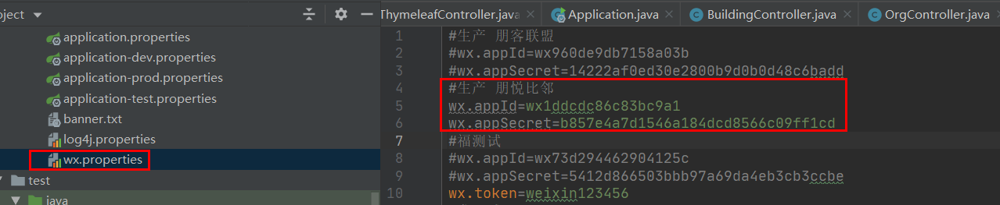 oject
ThymeleafController.java
Application.java
BuildingController.java
OrgController.java
application.properties
application-dev.properties
application-prod.properties
application-test.properties
banner.txt
log4j.properties
wx.properties
test
java
1 #生产 朋客联盟
2 #wx.appId=wx960de9db7158a03b
3 #wx.appSecret=14222af0ed30e2800b9d0b0d48c6badd
4 #生产 朋悦比邻
5 wx.appId=wx1ddcdc86c83bc9a1
6 wx.appSecret=b857e4a7d1546a184dcd8566c09ff1cd
7 #福测试
8 #wx.appId=wx73d294462904125c
9 #wx.appSecret=5412d866503bbb97a69da4eb3cb3ccbe
10 wx.token=weixin123456